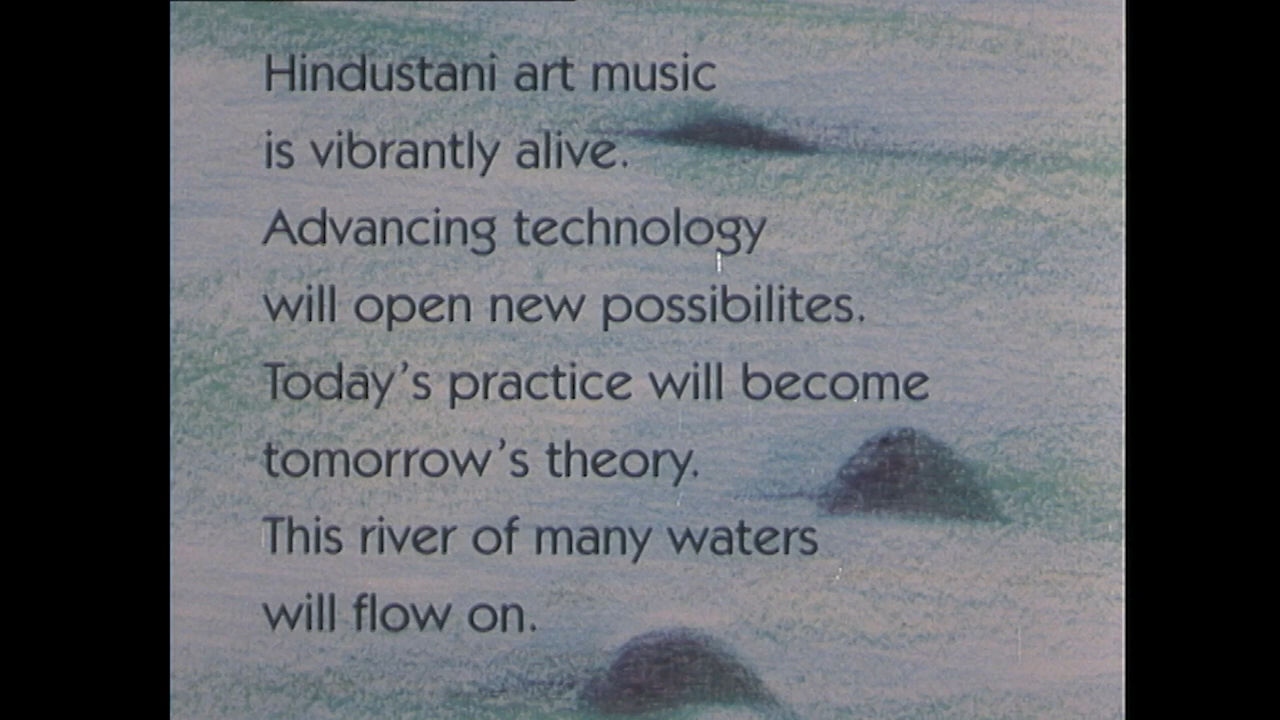 Hindustani art music
is vibrantly alive.
Advancing technology
will open new possibilites.
Today’s practice will become
tomorrow’s theory.
This river of many waters
will flow on.